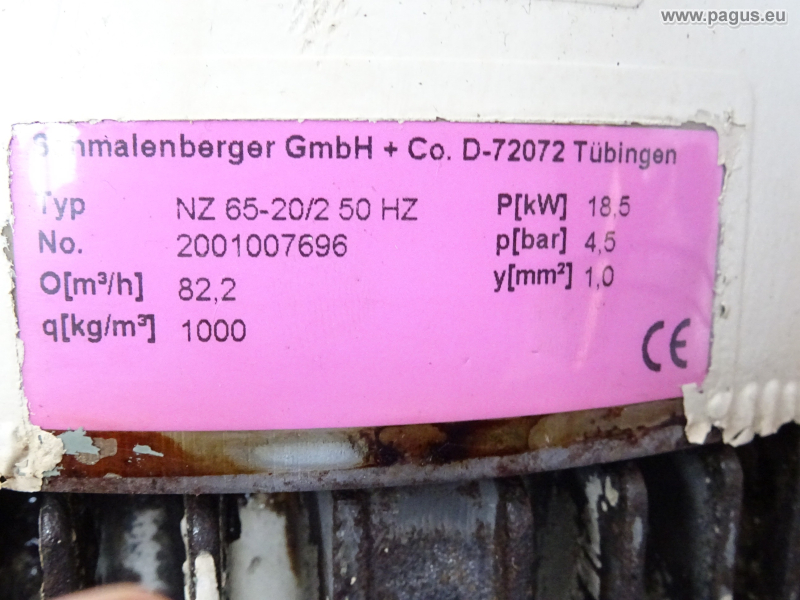 www.pagus.eu
Schmalenberger GmbH + Co. D-72072 Tübingen
Typ NZ 65-20/2 50 HZ P[kW] 18,5
No. 2001007696 p[bar] 4,5
O[m³/h] 82,2 y[mm²] 1,0
q[kg/m³] 1000
CE